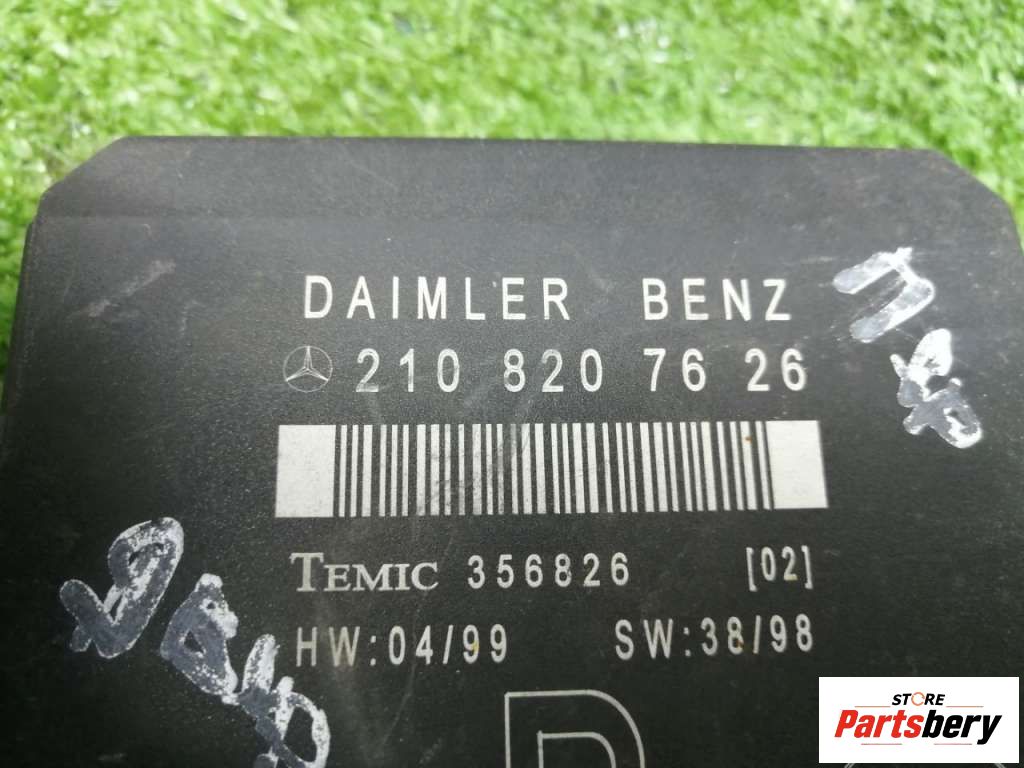 DAIMLER BENZ
210 820 76 26
TEMIC 356826 [02]
HW:04/99 SW:38/98
STORE
Partsbery